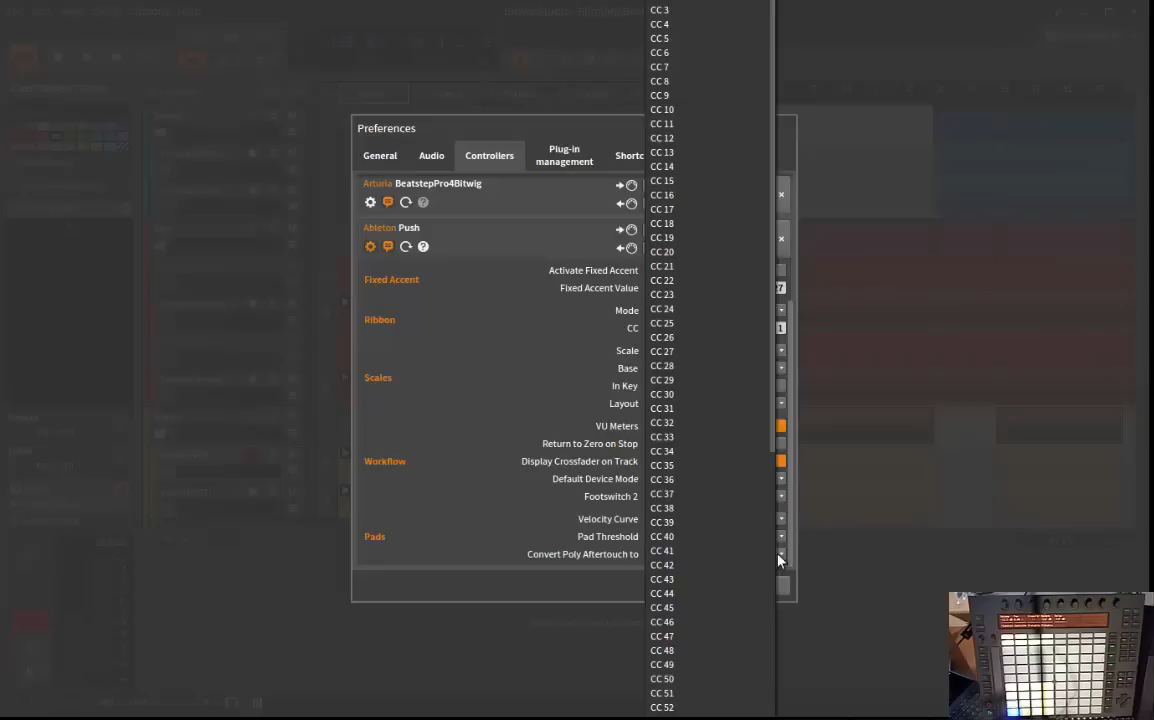 Preferences
General
Audio
Controllers
Plug-in
management
Shortc
Arturia BeatstepPro4Bitwig
Ableton Push
Fixed Accent
Activate Fixed Accent
Fixed Accent Value
Ribbon
Mode
CC
1
Scales
Scale
Base
In Key
Layout
Workflow
VU Meters
Return to Zero on Stop
Display Crossfader on Track
Default Device Mode
Footswitch 2
Pads
Velocity Curve
Pad Threshold
Convert Poly Aftertouch to
CC 3
CC 4
CC 5
CC 6
CC 7
CC 8
CC 9
CC 10
CC 11
CC 12
CC 13
CC 14
CC 15
CC 16
CC 17
CC 18
CC 19
CC 20
CC 21
CC 22
CC 23
CC 24
CC 25
CC 26
CC 27
CC 28
CC 29
CC 30
CC 31
CC 32
CC 33
CC 34
CC 35
CC 36
CC 37
CC 38
CC 39
CC 40
CC 41
CC 42
CC 43
CC 44
CC 45
CC 46
CC 47
CC 48
CC 49
CC 50
CC 51
CC 52